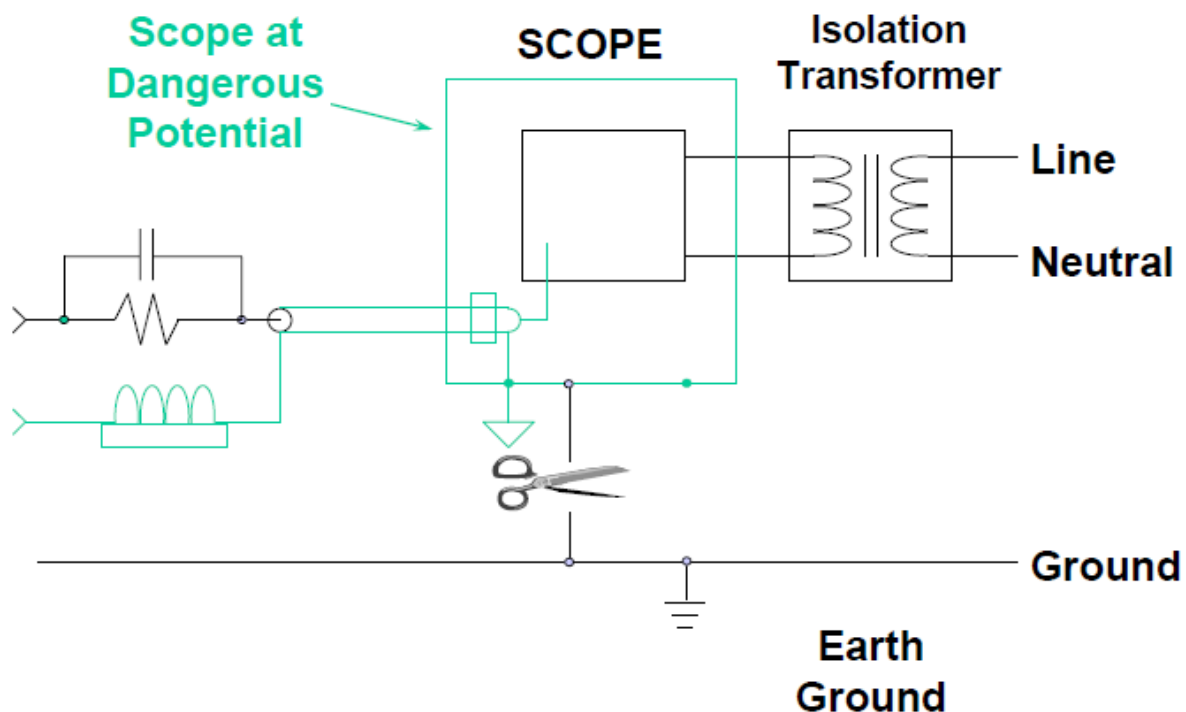 Scope at
Dangerous
Potential
SCOPE
Isolation
Transformer
Line
Neutral
Ground
Earth
Ground